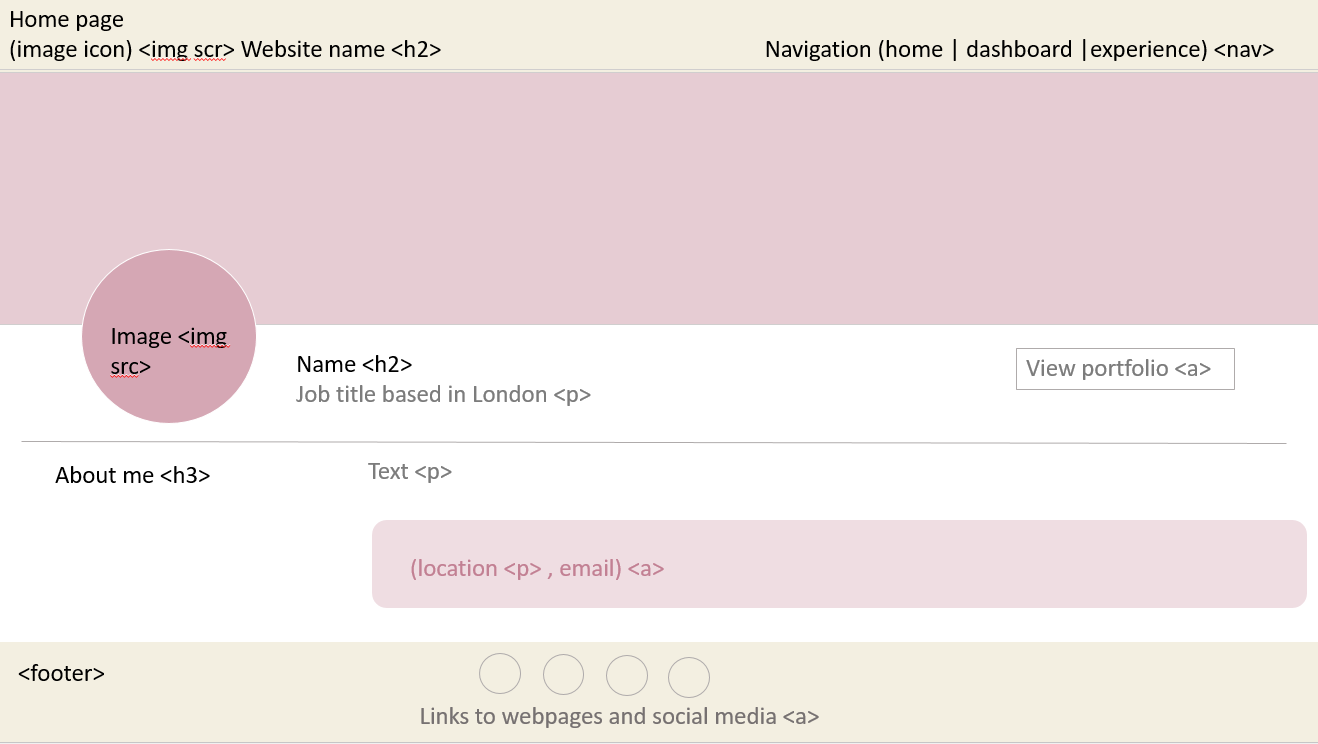 Home page
(image icon) <img scr> Website name <h2>
Navigation (home | dashboard |experience) <nav>
Image <img
src>
Name <h2>
Job title based in London <p>
View portfolio <a>
About me <h3>
Text <p>
(location <p> , email) <a>
<footer>
Links to webpages and social media <a>